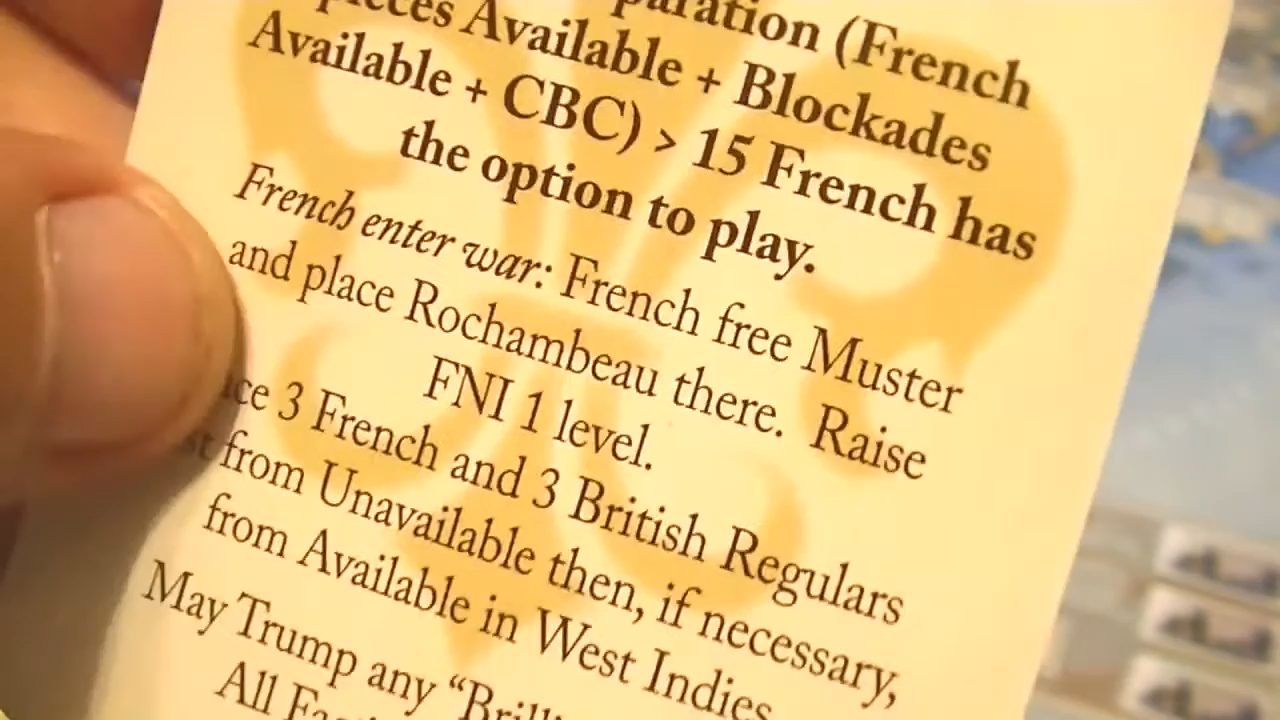 (French has
Available + Blockades
Available + CBC) > 15 French has
the option to play.
French enter war: French free Muster
and place Rochambeau there. Raise
FNI 1 level.
3 French and 3 British Regulars
from Unavailable then, if necessary,
from Available in West Indies
May Trump any
All